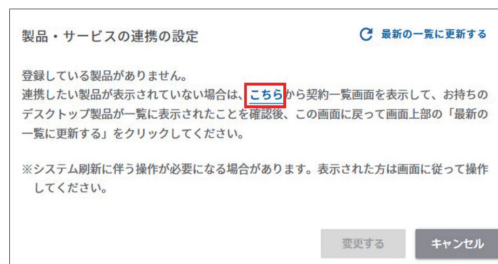 製品・サービスの連携の設定
最新の一覧に更新する
登録している製品がありません。
連携したい製品が表示されていない場合は、こちらから契約一覧画面を表示して、お持ちの
デスクトップ製品が一覧に表示されたことを確認後、この画面に戻って画面上部の「最新の
一覧に更新する」をクリックしてください。
※システム刷新に伴う操作が必要になる場合があります。表示された方は画面に従って操作
してください。
変更する
キャンセル